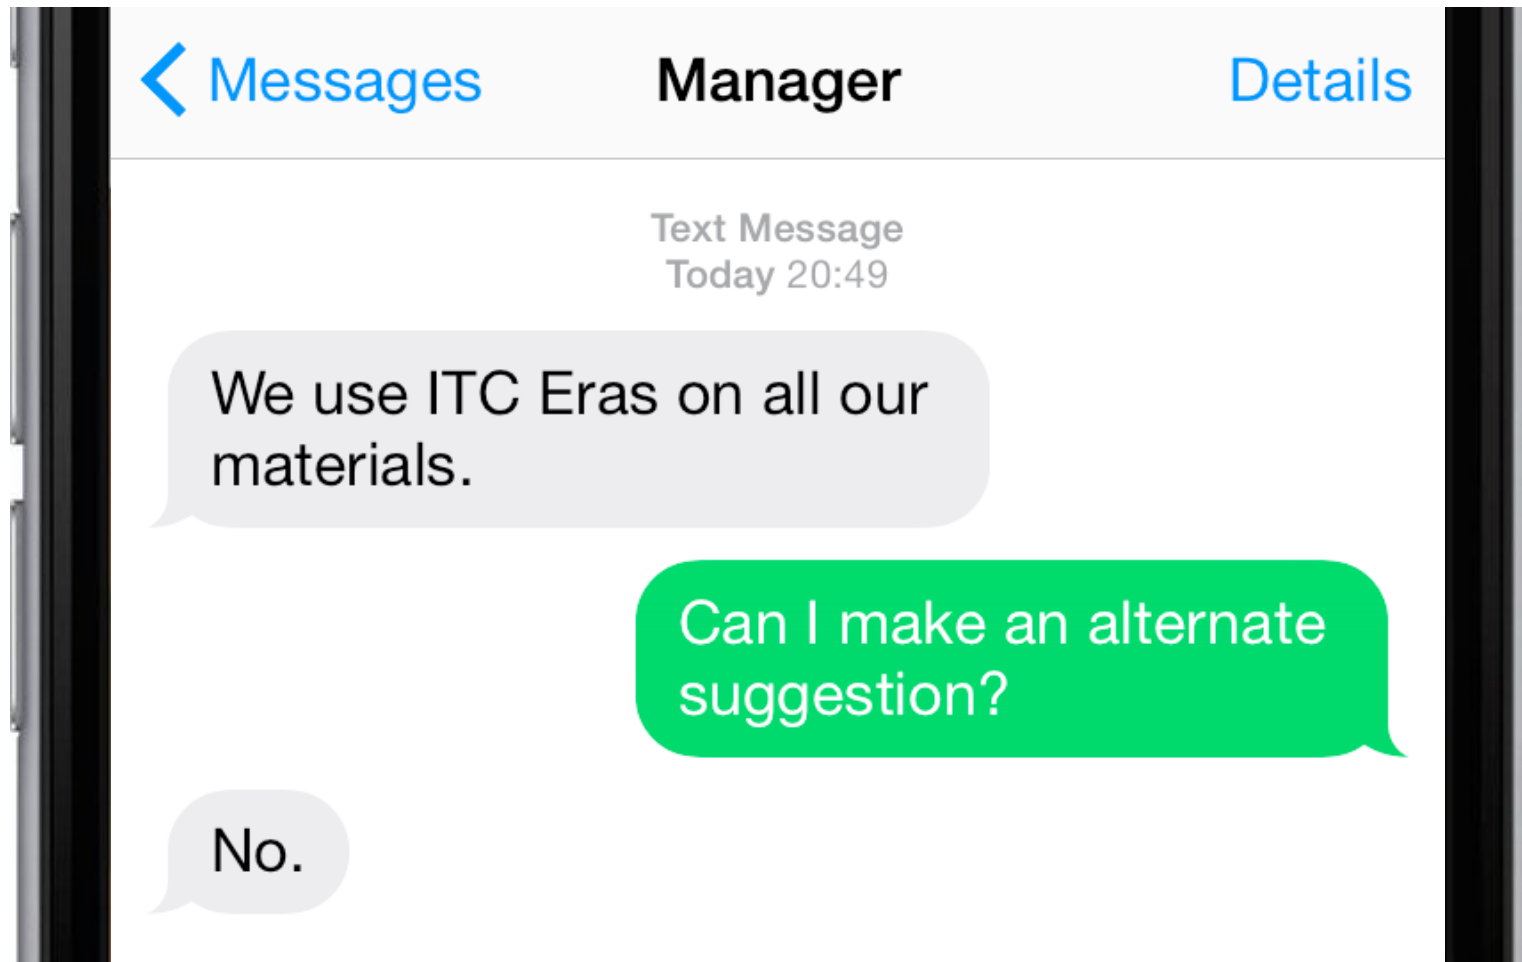 Messages Manager Details
Text Message
Today 20:49
We use ITC Eras on all our
materials.
Can I make an alternate
suggestion?
No.